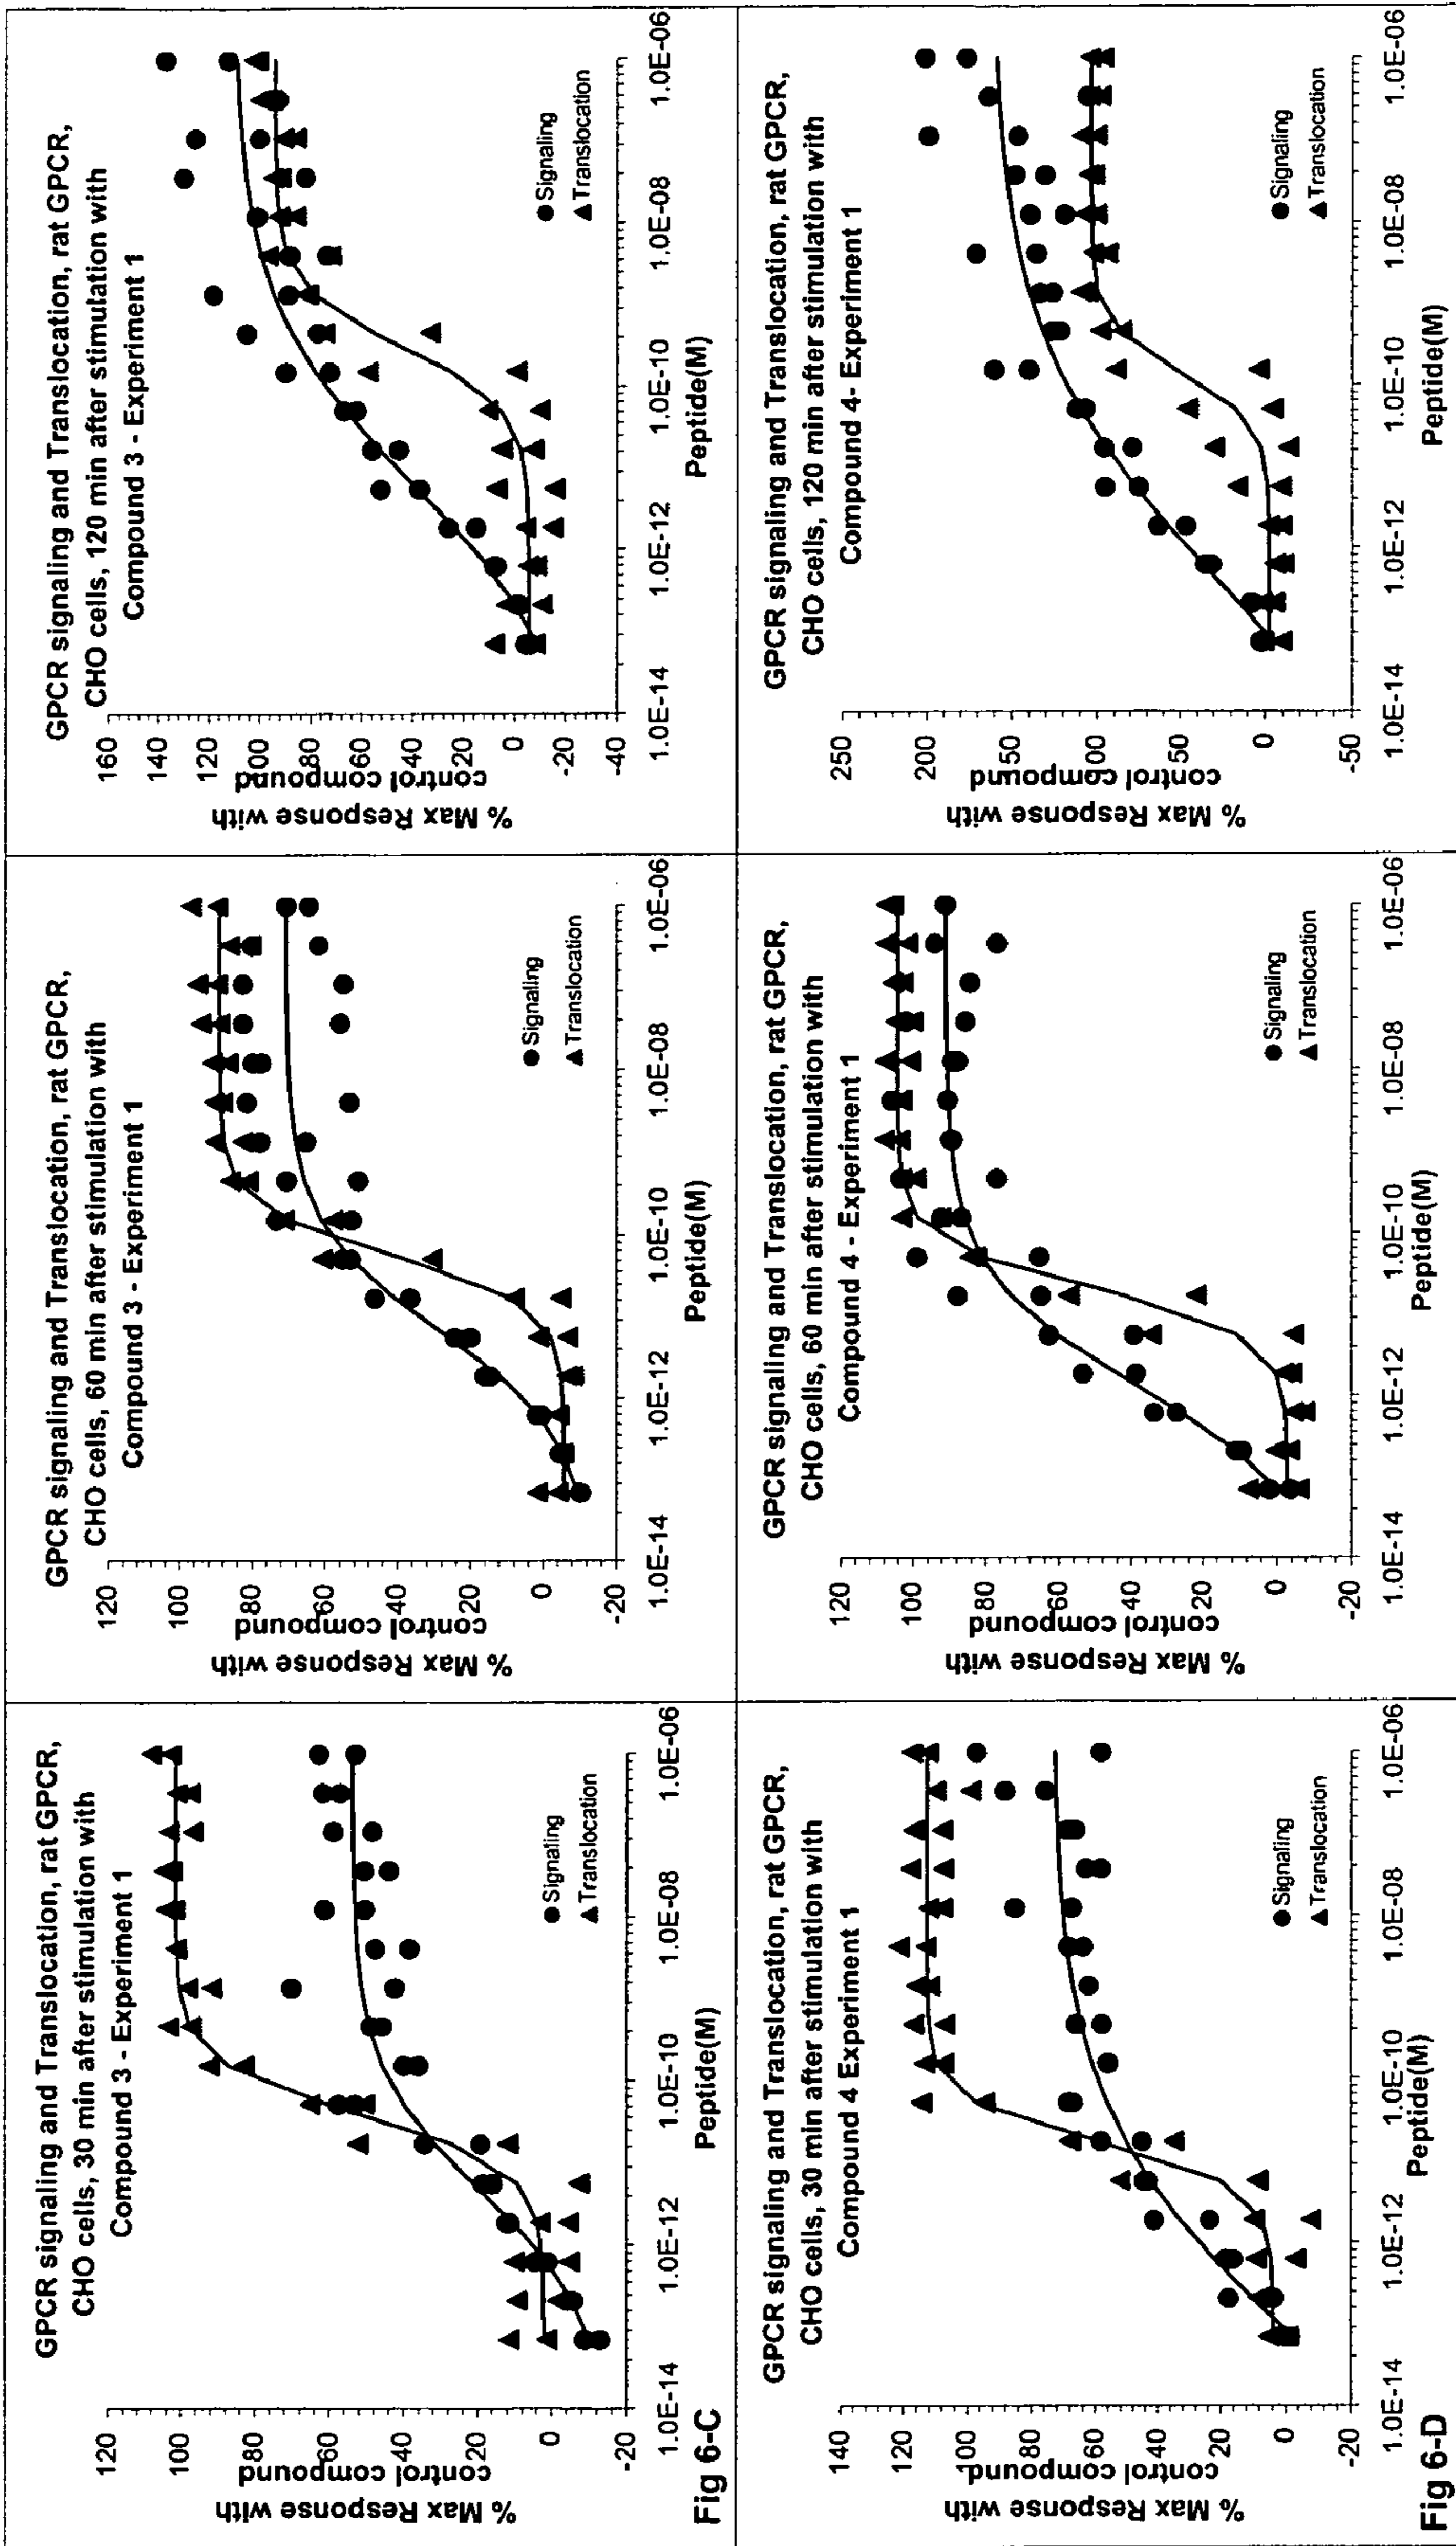 GPCR signaling and Translocation, rat GPCR,
CHO cells, 30 min after stimulation with
Compound 3 - Experiment 1
% Max Response with
control compound
120
100
80
60
40
20
0
-20
Signaling
Translocation
1.0E-14 1.0E-12 1.0E-10 1.0E-08 1.0E-06
Peptide(M)
Fig 6-C
GPCR signaling and Translocation, rat GPCR,
CHO cells, 60 min after stimulation with
Compound 3 - Experiment 1
% Max Response with
control compound
120
100
80
60
40
20
0
-20
Signaling
Translocation
1.0E-14 1.0E-12 1.0E-10 1.0E-08 1.0E-06
Peptide(M)
GPCR signaling and Translocation, rat GPCR,
CHO cells, 120 min after stimulation with
Compound 3 - Experiment 1
% Max Response with
control compound
160
140
120
100
80
60
40
20
0
-20
-40
Signaling
Translocation
1.0E-14 1.0E-12 1.0E-10 1.0E-08 1.0E-06
Peptide(M)
GPCR signaling and Translocation, rat GPCR,
CHO cells, 30 min after stimulation with
Compound 4 Experiment 1
% Max Response with
control compound
140
120
100
80
60
40
20
0
-20
Signaling
Translocation
1.0E-14 1.0E-12 1.0E-10 1.0E-08 1.0E-06
Peptide(M)
Fig 6-D
GPCR signaling and Translocation, rat GPCR,
CHO cells, 60 min after stimulation with
Compound 4 - Experiment 1
% Max Response with
control compound
120
100
80
60
40
20
0
-20
Signaling
Translocation
1.0E-14 1.0E-12 1.0E-10 1.0E-08 1.0E-06
Peptide(M)
GPCR signaling and Translocation, rat GPCR,
CHO cells, 120 min after stimulation with
Compound 4- Experiment 1
% Max Response with
control compound
250
200
150
100
50
0
-50
Signaling
Translocation
1.0E-14 1.0E-12 1.0E-10 1.0E-08 1.0E-06
Peptide(M)